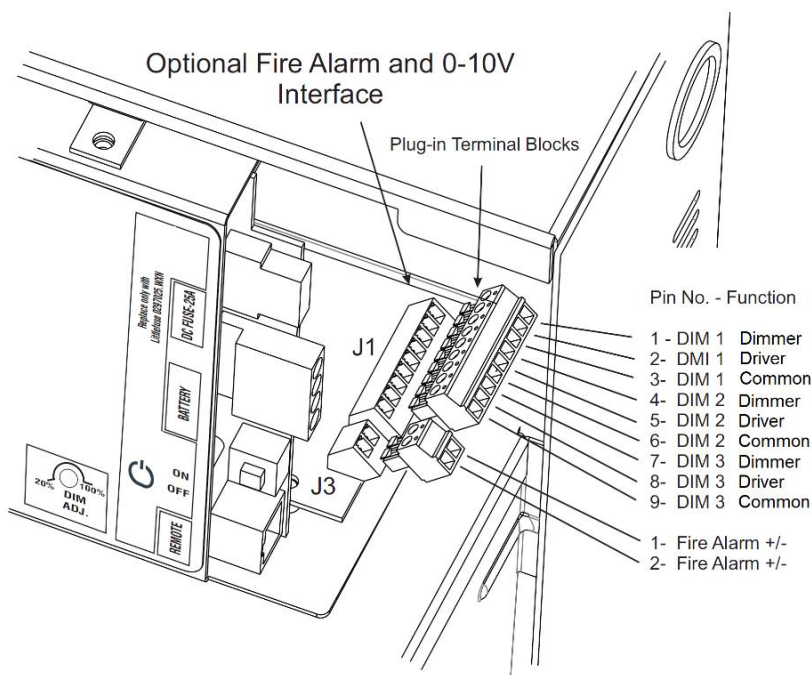 Optional Fire Alarm and 0-10V
Interface
Plug-in Terminal Blocks
Pin No. - Function
J1
1 - DIM 1 Dimmer
2- DMI 1 Driver
3- DIM 1 Common
4- DIM 2 Dimmer
5- DIM 2 Driver
6- DIM 2 Common
7- DIM 3 Dimmer
8- DIM 3 Driver
9- DIM 3 Common
J3
1- Fire Alarm +/-
2- Fire Alarm +/-
Replace only with
Littlefuse 0297025.WXN
DC FUSE-25A
BATTERY
ON
OFF
REMOTE
20% 100%
DIM
ADJ.